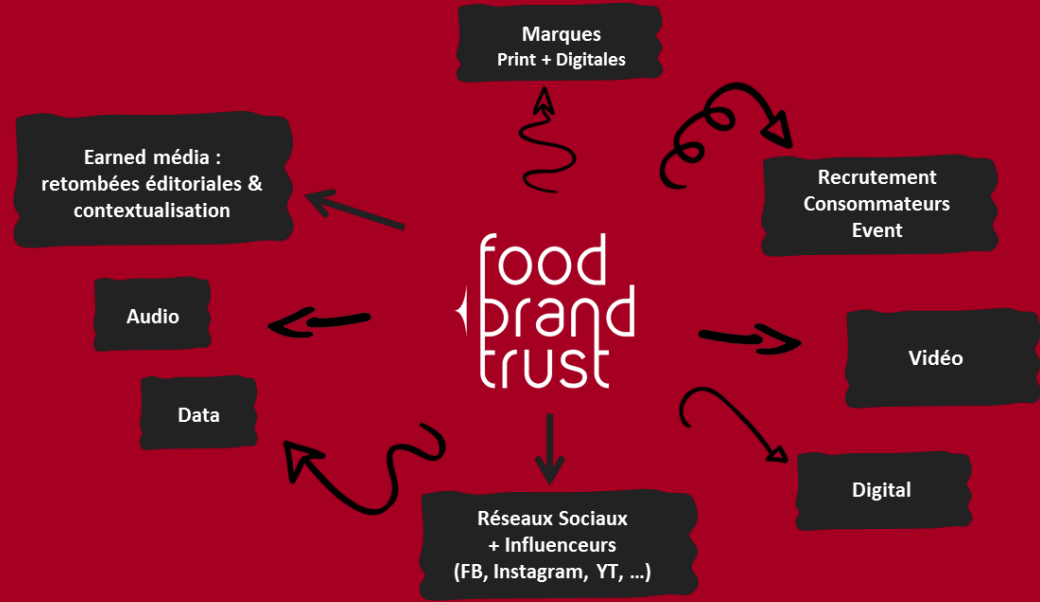 Marques
Print + Digitales
Earned média :
retombées éditoriales &
contextualisation
Recrutement
Consommateurs
Event
food
brand
trust
Audio
Vidéo
Data
Digital
Réseaux Sociaux
+ Influenceurs
(FB, Instagram, YT, ...)